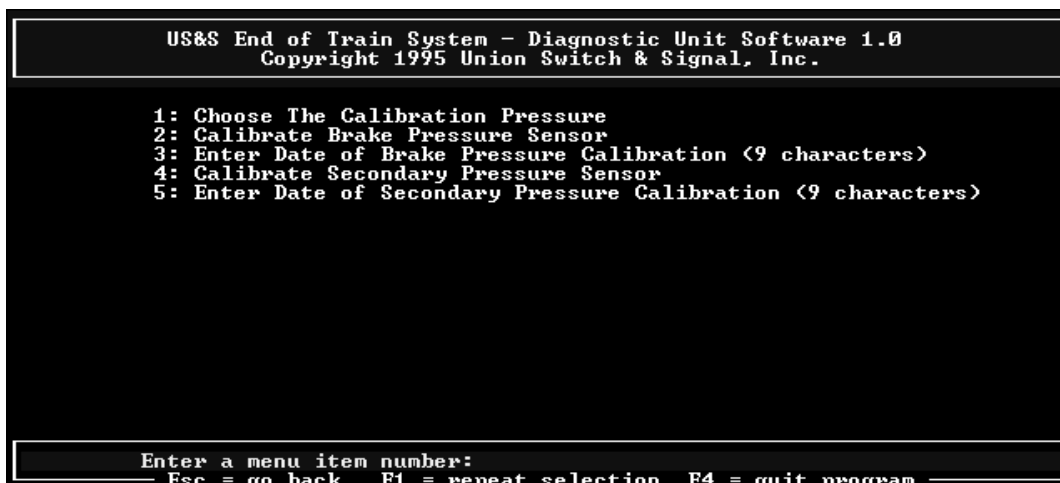 US&S End of Train System - Diagnostic Unit Software 1.0
Copyright 1995 Union Switch & Signal, Inc.
1: Choose The Calibration Pressure
2: Calibrate Brake Pressure Sensor
3: Enter Date of Brake Pressure Calibration (9 characters)
4: Calibrate Secondary Pressure Sensor
5: Enter Date of Secondary Pressure Calibration (9 characters)
Enter a menu item number:
Esc = go back F1 = repeat selection F4 = quit program